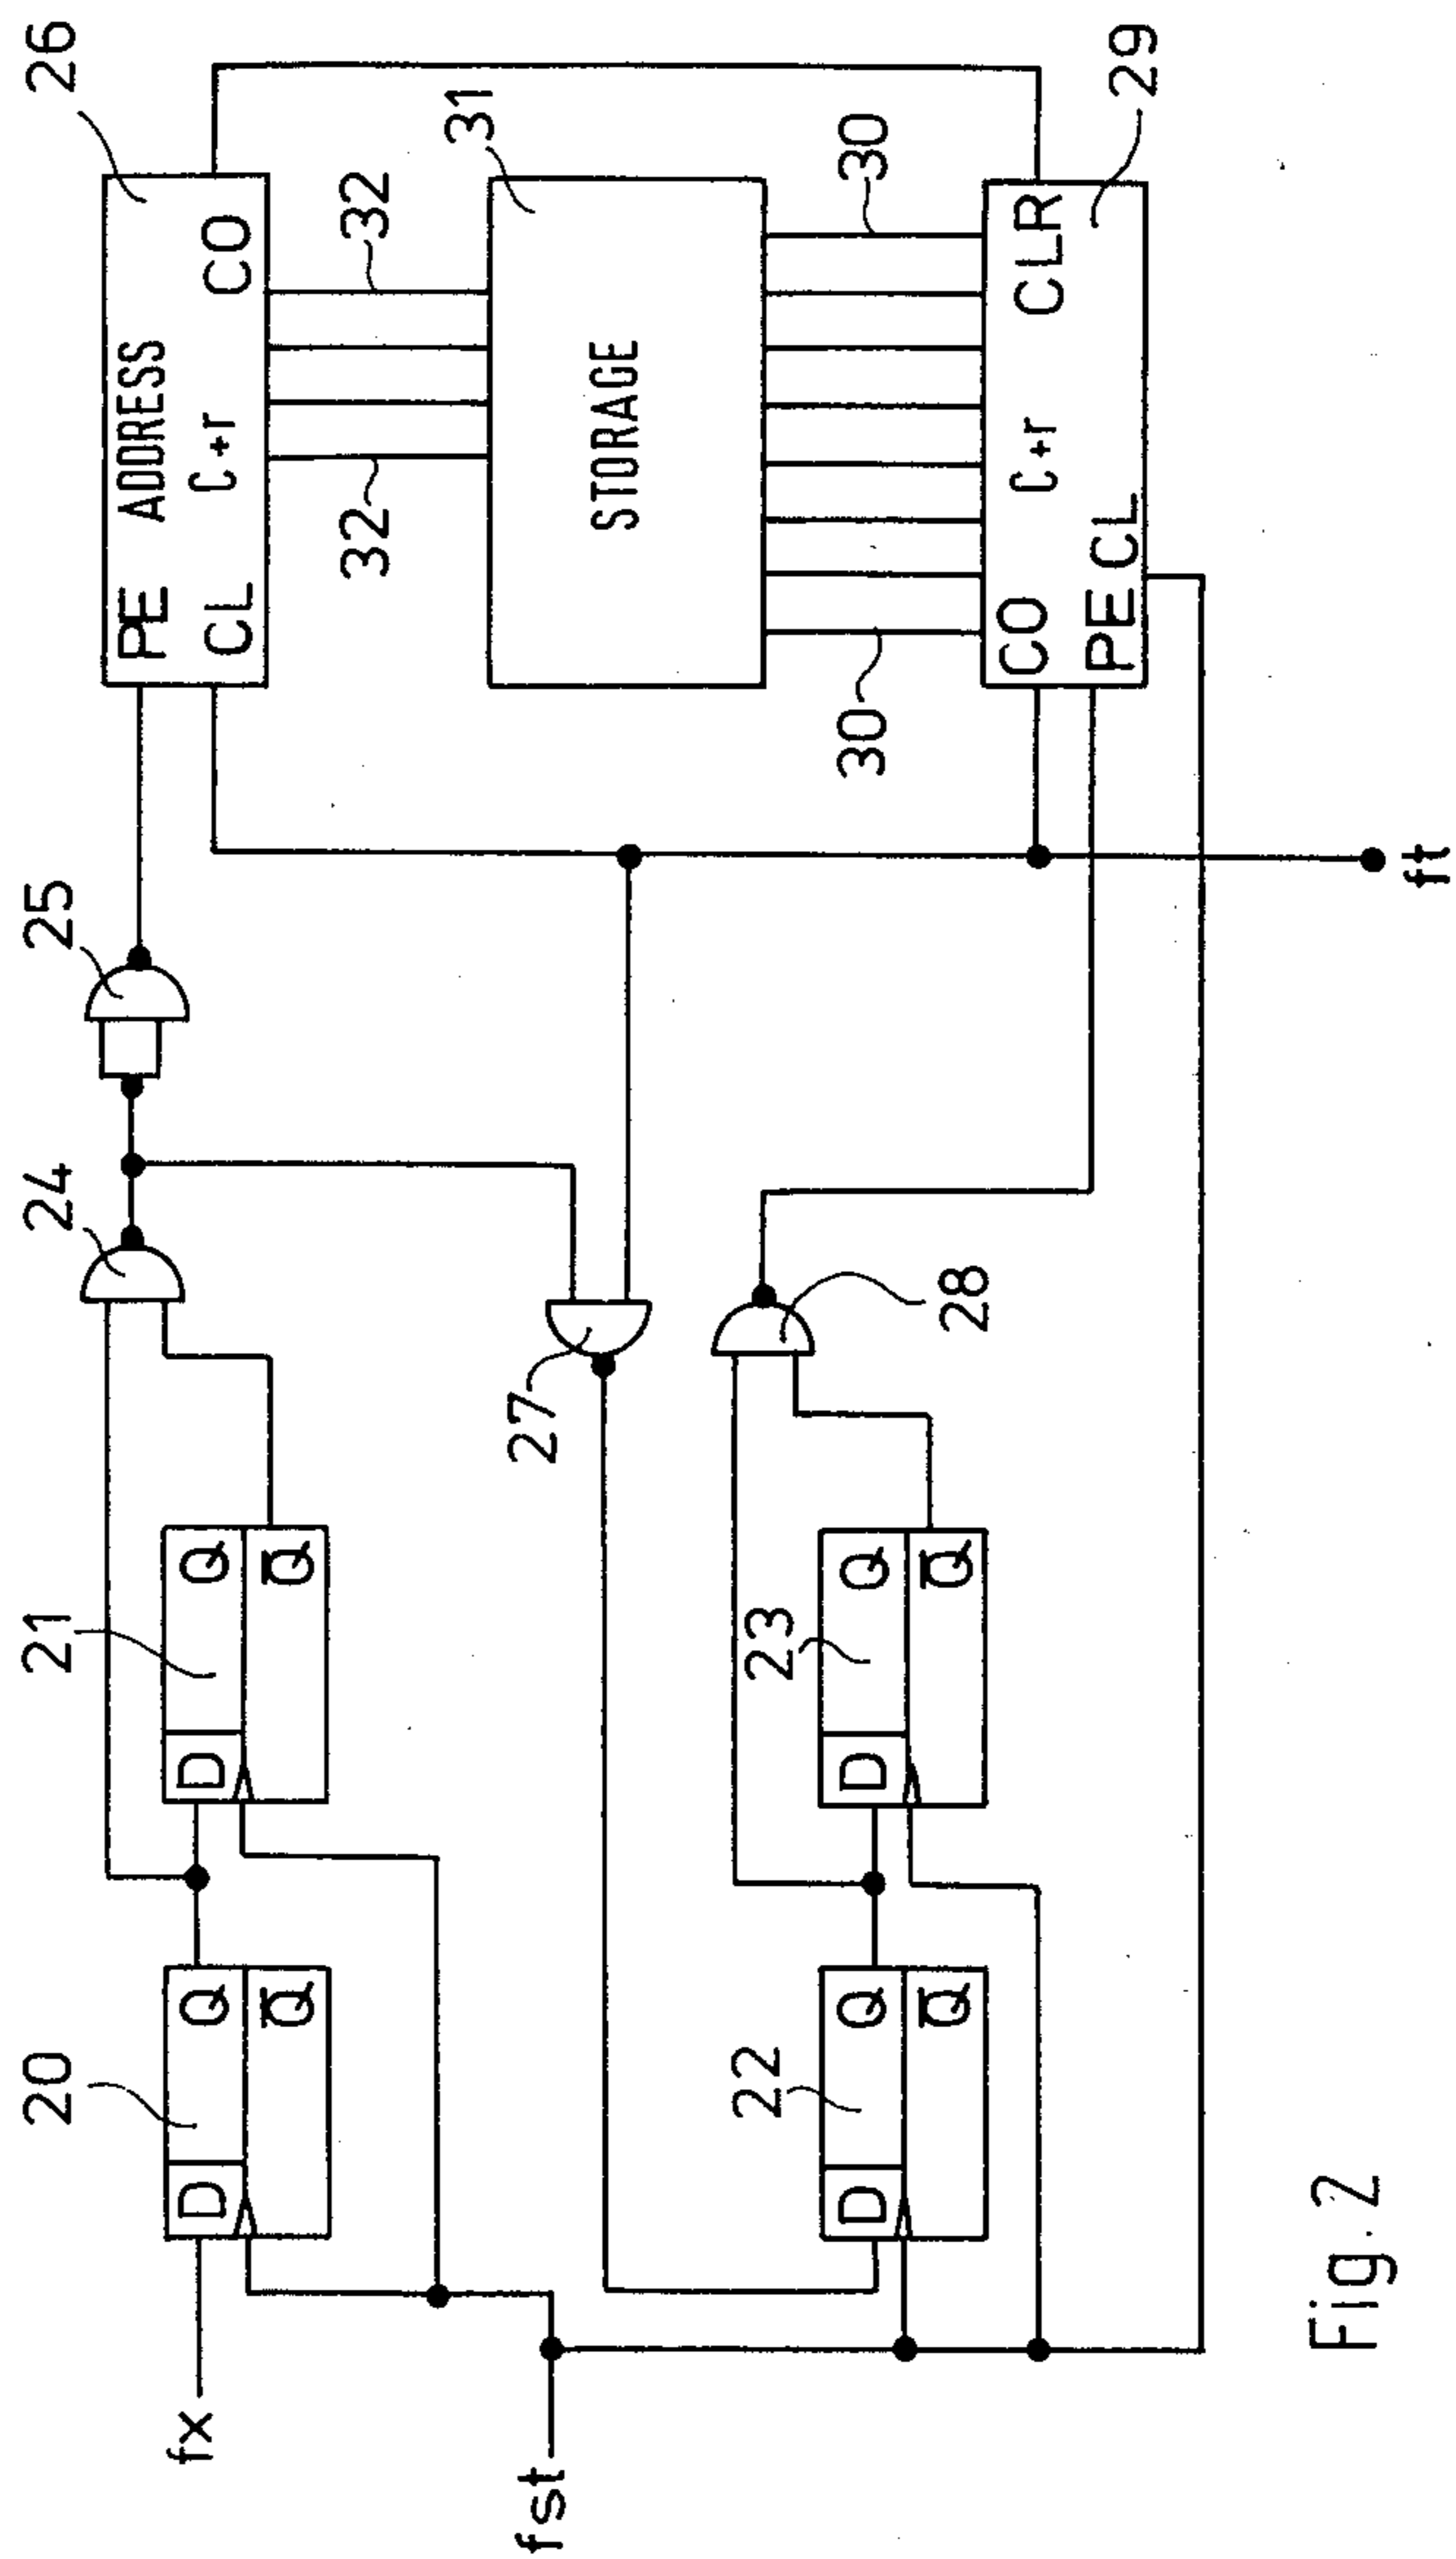 26
25
24
21
20
PE ADDRESS
CL C+r CO
D Q
Q̅
D Q
Q̅
fx
fst
32
32
31
STORAGE
27
30
30
28
23
22
D Q
Q̅
D Q
Q̅
CO C+r CLR
PE CL
29
ft
Fig. 2